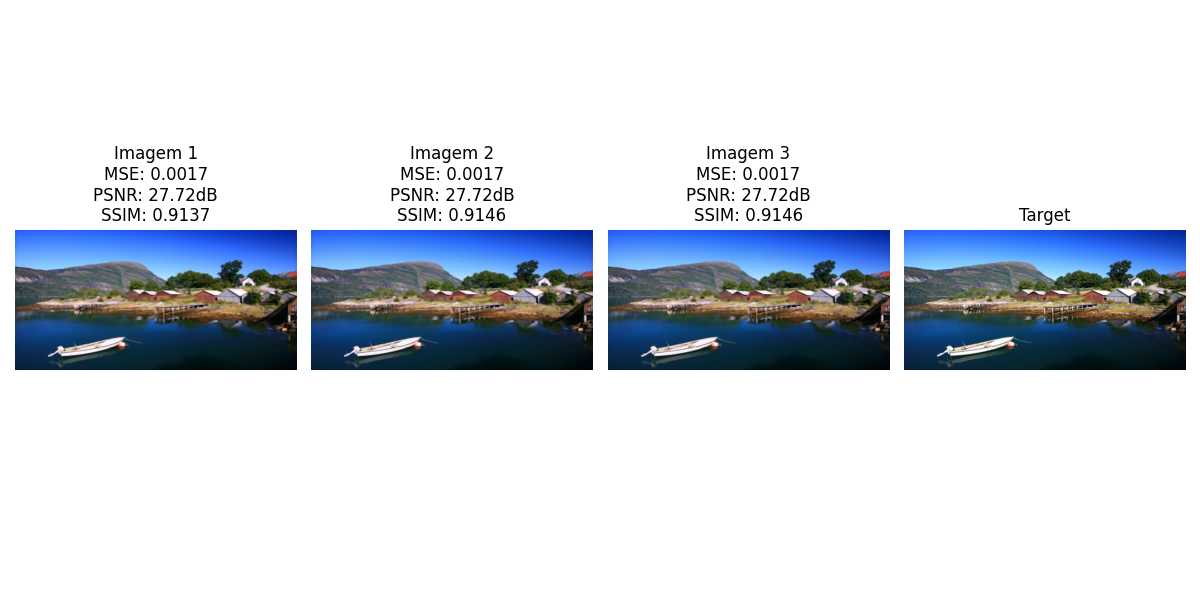 Imagem 1
MSE: 0.0017
PSNR: 27.72dB
SSIM: 0.9137
Imagem 2
MSE: 0.0017
PSNR: 27.72dB
SSIM: 0.9146
Imagem 3
MSE: 0.0017
PSNR: 27.72dB
SSIM: 0.9146
Target